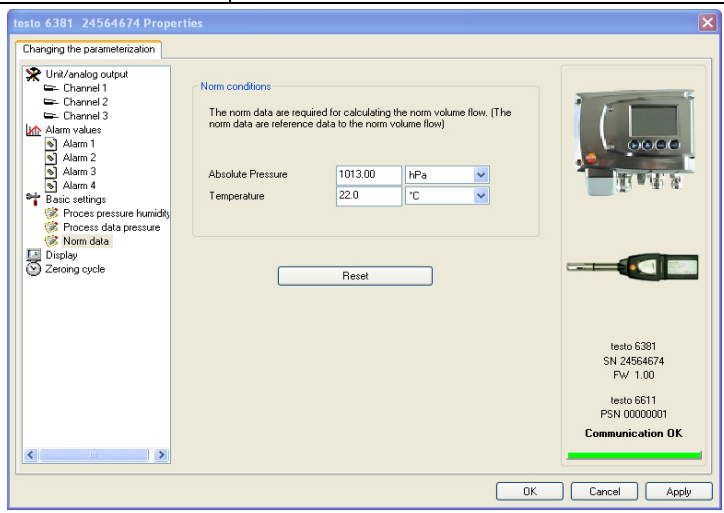 testo 6381 24564674 Properties
Changing the parameterization
Unit/analog output
Channel 1
Channel 2
Channel 3
Alarm values
Alarm 1
Alarm 2
Alarm 3
Alarm 4
Basic settings
Proces pressure humidity
Process data pressure
Norm data
Display
Zeroing cycle
Norm conditions
The norm data are required for calculating the norm volume flow. (The
norm data are reference data to the norm volume flow)
Absolute Pressure 1013.00 hPa
Temperature 22.0 °C
Reset
testo 6381
SN 24564674
FW 1.00
testo 6611
PSN 00000001
Communication OK
OK Cancel Apply